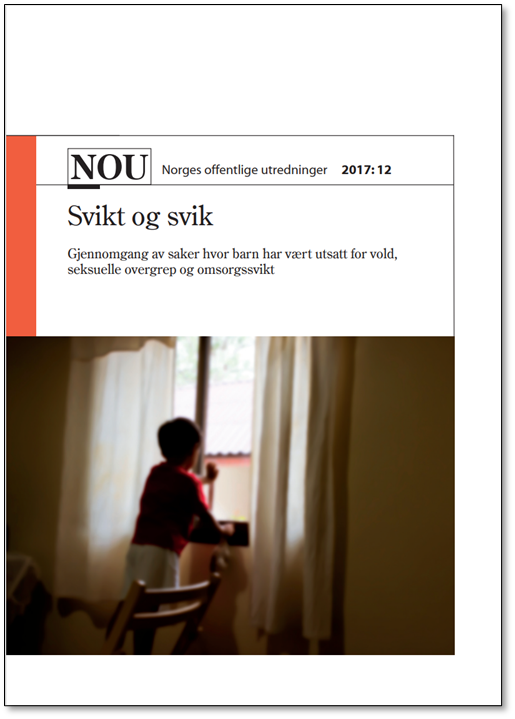 NOU Norges offentlige utredninger 2017: 12
Svikt og svik
Gjennomgang av saker hvor barn har vært utsatt for vold,
seksuelle overgrep og omsorgssvikt